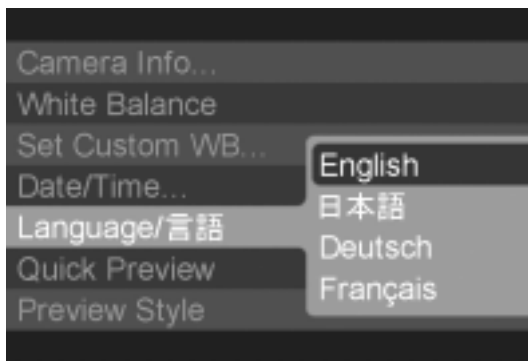 Camera Info...
White Balance
Set Custom WB...
Date/Time...
Language/言語
Quick Preview
Preview Style
English
日本語
Deutsch
Français